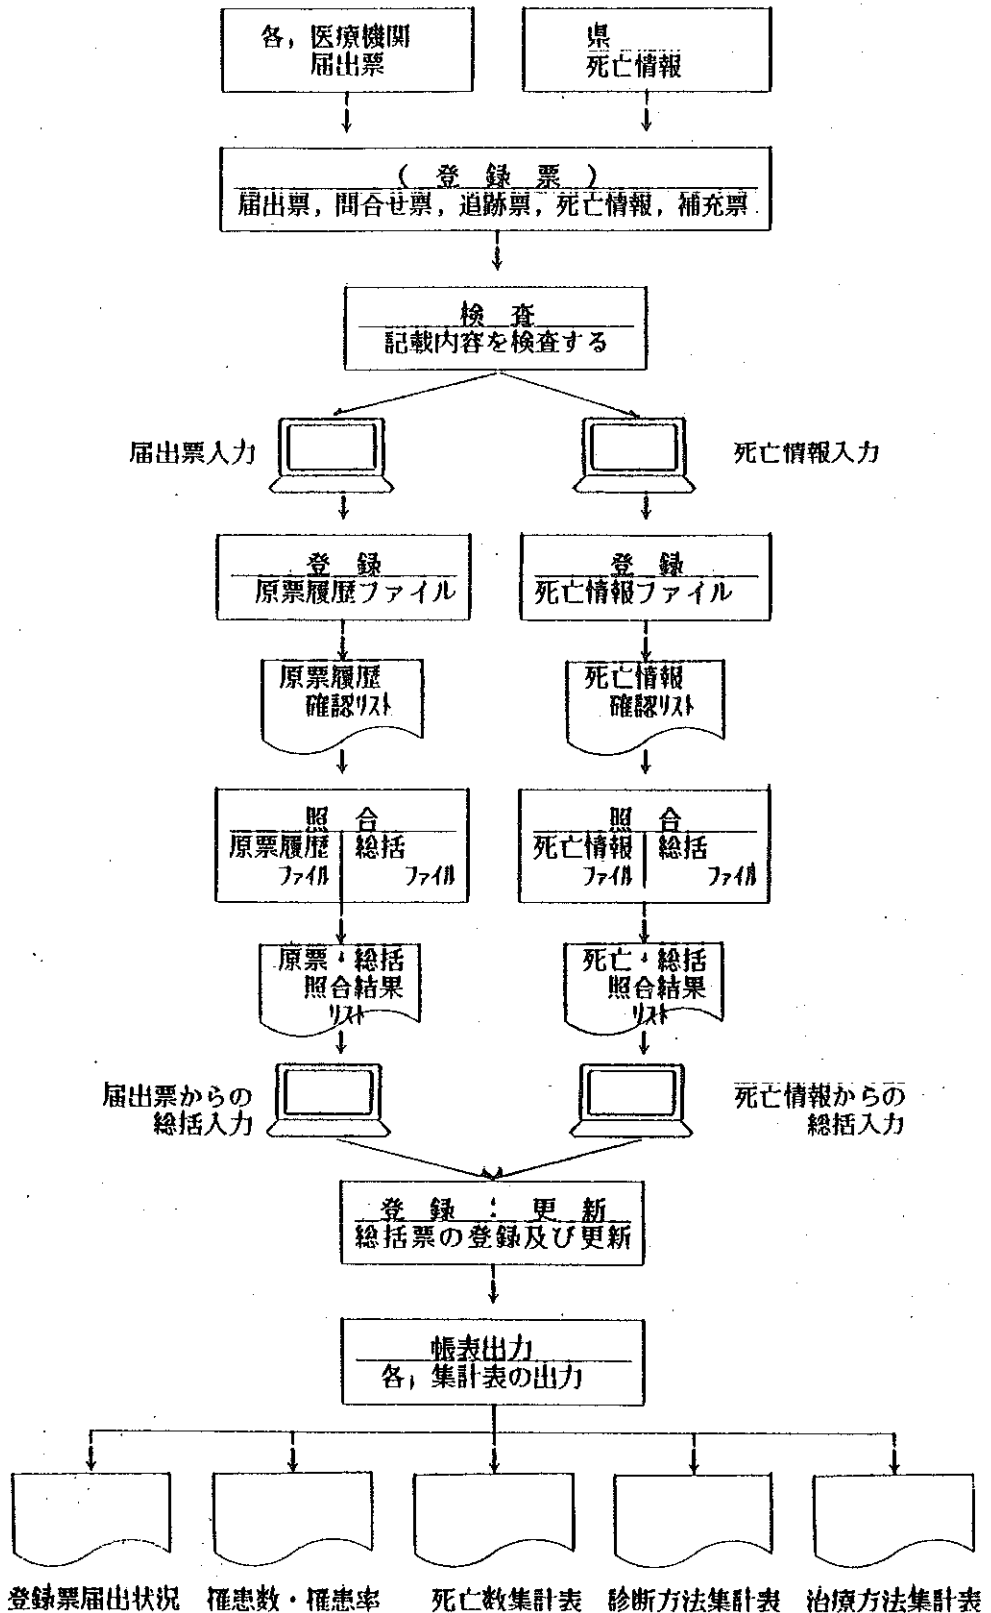 各，医療機関
届出票
県
死亡情報
（ 登 録 票 ）
届出票，問合せ票，追跡票，死亡情報，補充票
検 査
記載内容を検査する
届出票入力
死亡情報入力
登 録
原票履歴ファイル
登 録
死亡情報ファイル
原票履歴
確認リスト
死亡情報
確認リスト
照 合
原票履歴 総括
ファイル ファイル
照 合
死亡情報 総括
ファイル ファイル
原票・総括
照合結果
リスト
死亡・総括
照合結果
リスト
届出票からの
総括入力
死亡情報からの
総括入力
登 録 ： 更 新
総括票の登録及び更新
帳表出力
各，集計表の出力
登録票届出状況
罹患数・罹患率
死亡数集計表
診断方法集計表
治療方法集計表